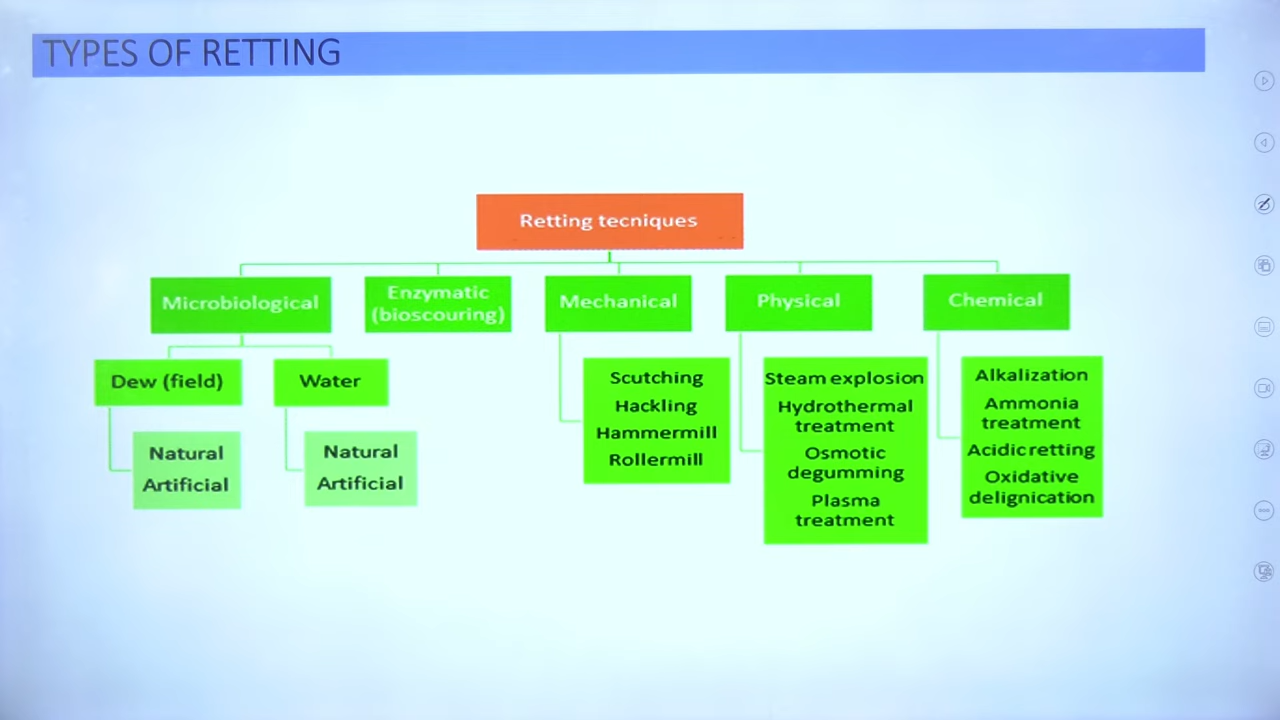 TYPES OF RETTING
Retting tecniques
Microbiological
Enzymatic
(bioscouring)
Mechanical
Physical
Chemical
Dew (field)
Water
Natural
Artificial
Natural
Artificial
Scutching
Hackling
Hammermill
Rollermill
Steam explosion
Hydrothermal
treatment
Osmotic
degumming
Plasma
treatment
Alkalization
Ammonia
treatment
Acidic retting
Oxidative
delignication